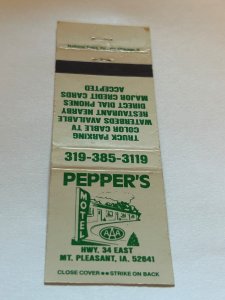 TRUCK PARKING
COLOR CABLE TV
WATERBEDS AVAILABLE
RESTAURANT NEARBY
DIRECT DIAL PHONES
MAJOR CREDIT CARDS
ACCEPTED
319-385-3119
PEPPER'S
MOTEL
AAA
HWY. 34 EAST
MT. PLEASANT, IA. 52641
CLOSE COVER ■■ STRIKE ON BACK